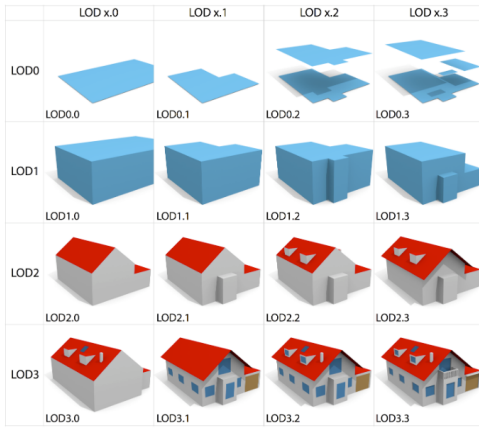 LOD x.0 LOD x.1 LOD x.2 LOD x.3
LOD0
LOD0.0 LOD0.1 LOD0.2 LOD0.3
LOD1
LOD1.0 LOD1.1 LOD1.2 LOD1.3
LOD2
LOD2.0 LOD2.1 LOD2.2 LOD2.3
LOD3
LOD3.0 LOD3.1 LOD3.2 LOD3.3